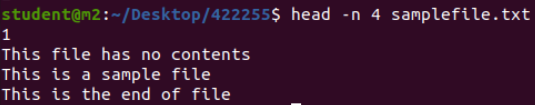 student@m2:~/Desktop/422255$ head -n 4 samplefile.txt
1
This file has no contents
This is a sample file
This is the end of file